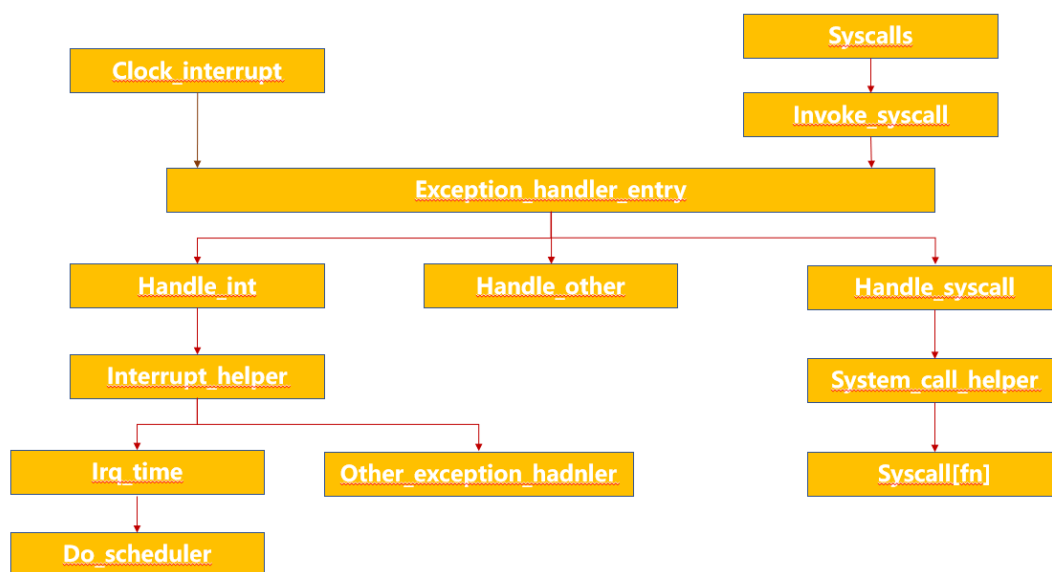 Syscalls
Clock_interrupt
Invoke_syscall
Exception_handler_entry
Handle_int
Handle_other
Handle_syscall
Interrupt_helper
System_call_helper
Irq_time
Other_exception_hadnler
Syscall[fn]
Do_scheduler